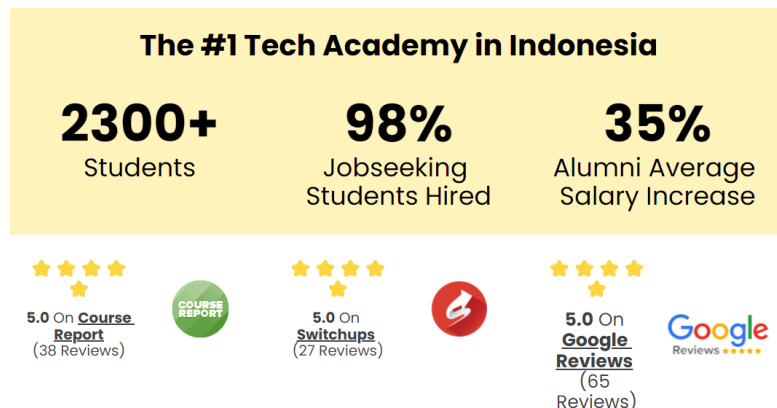 The #1 Tech Academy in Indonesia
2300+
Students
98%
Jobseeking
Students Hired
35%
Alumni Average
Salary Increase
5.0 On Course
Report
(38 Reviews)
COURSE
REPORT
5.0 On
Switchups
(27 Reviews)
5.0 On
Google
Reviews
(65
Reviews)
Google
Reviews